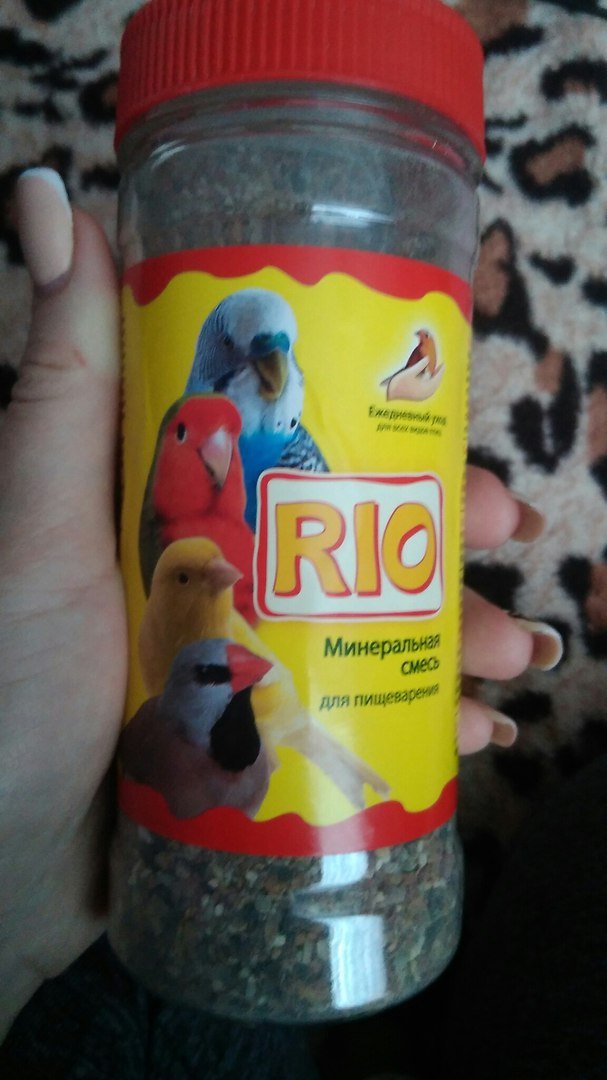 Ежедневный уход
для всех видов птиц
RIO
Минеральная
смесь
для пищеварения